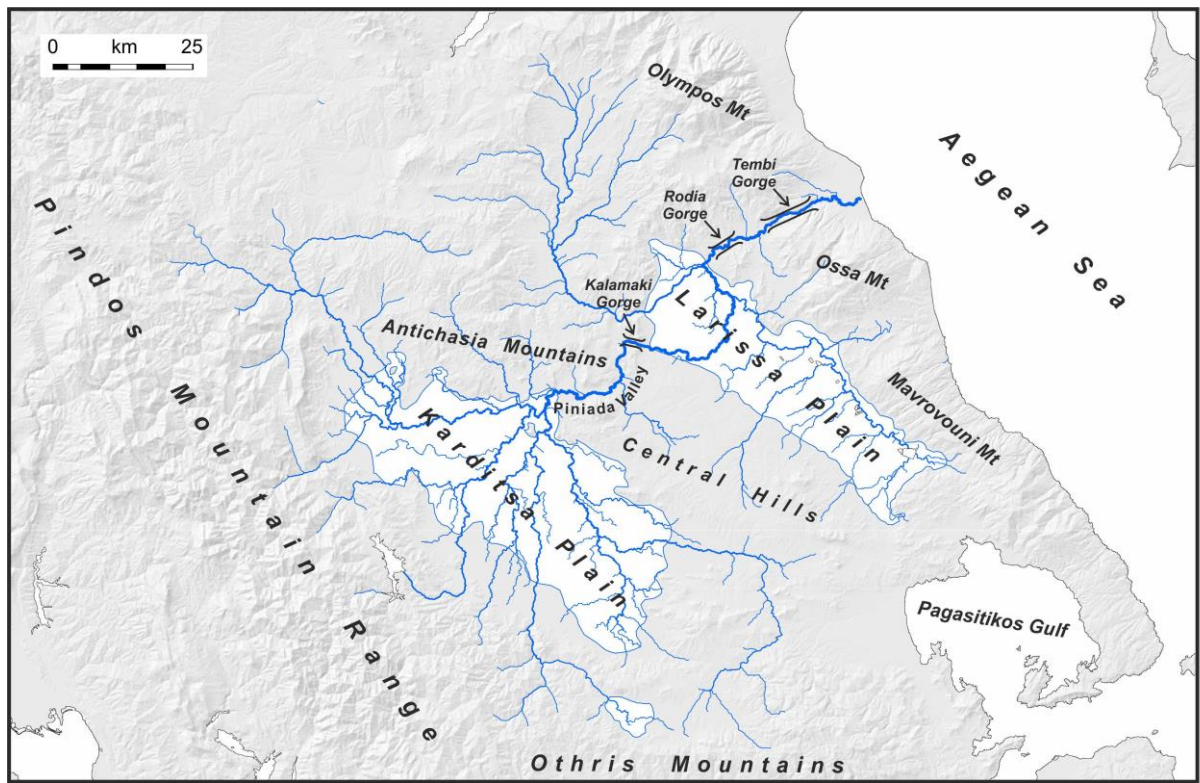 0 km 25
Olympos Mt
Aegean Sea
Tembi
Gorge
Rodia
Gorge
Pindos Mountain Range
Ossa Mt
Kalamaki
Gorge
Larissa Plain
Antichasia Mountains
Piniada Valley
Mavrovouni Mt
Karditsa Plain
Central Hills
Pagasitikos Gulf
Othris Mountains